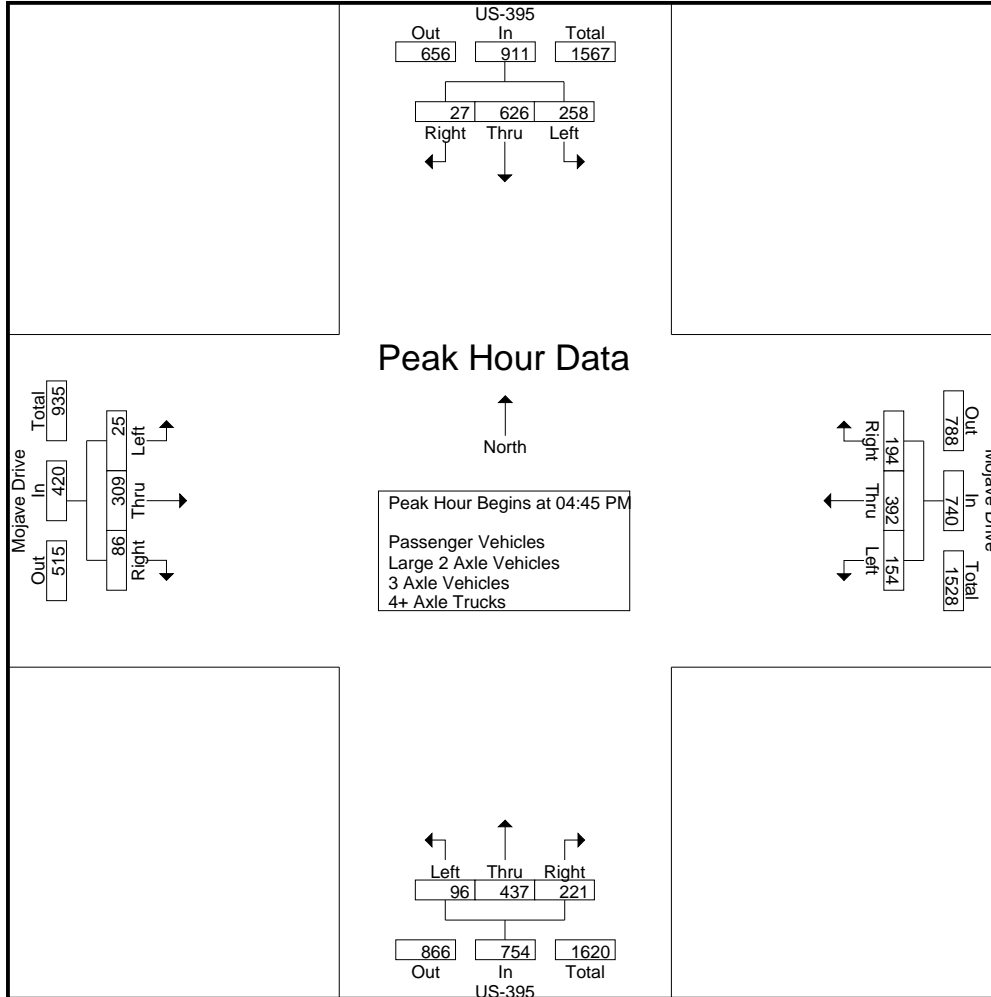 US-395
Out In Total
656 911 1567
27 626 258
Right Thru Left
Peak Hour Data
North
Peak Hour Begins at 04:45 PM
Passenger Vehicles
Large 2 Axle Vehicles
3 Axle Vehicles
4+ Axle Trucks
Mojave Drive
Total In Out
935 420 515
25 309 86
Left Thru Right
Mojave Drive
Out In Total
788 740 1528
194 392 154
Right Thru Left
Left Thru Right
96 437 221
866 754 1620
Out In Total
US-395